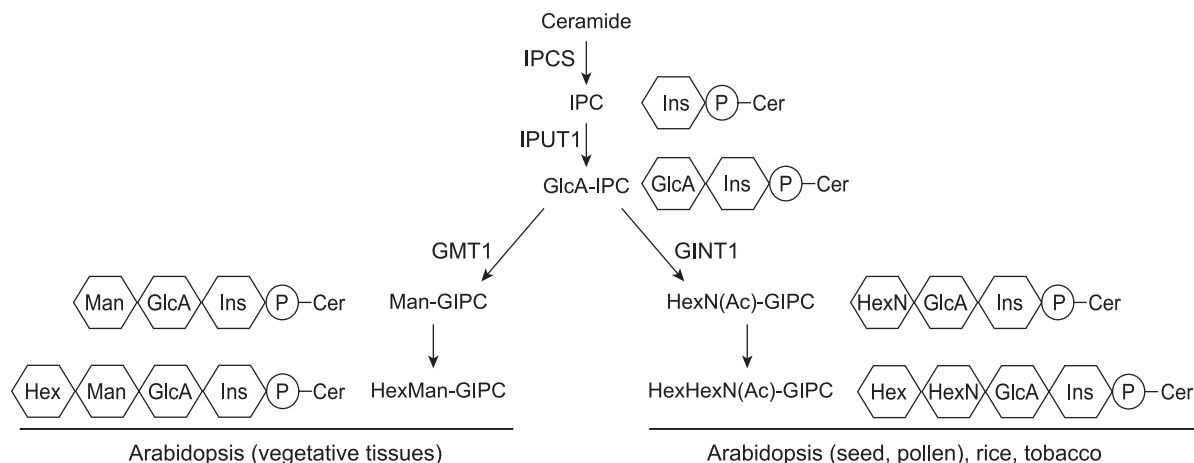 Ceramide
IPCS
IPC
Ins P Cer
IPUT1
GlcA-IPC
GlcA Ins P Cer
GMT1
GINT1
Man GlcA Ins P Cer
Man-GIPC
HexN(Ac)-GIPC
HexN GlcA Ins P Cer
Hex Man GlcA Ins P Cer
HexMan-GIPC
HexHexN(Ac)-GIPC
Hex HexN GlcA Ins P Cer
Arabidopsis (vegetative tissues)
Arabidopsis (seed, pollen), rice, tobacco